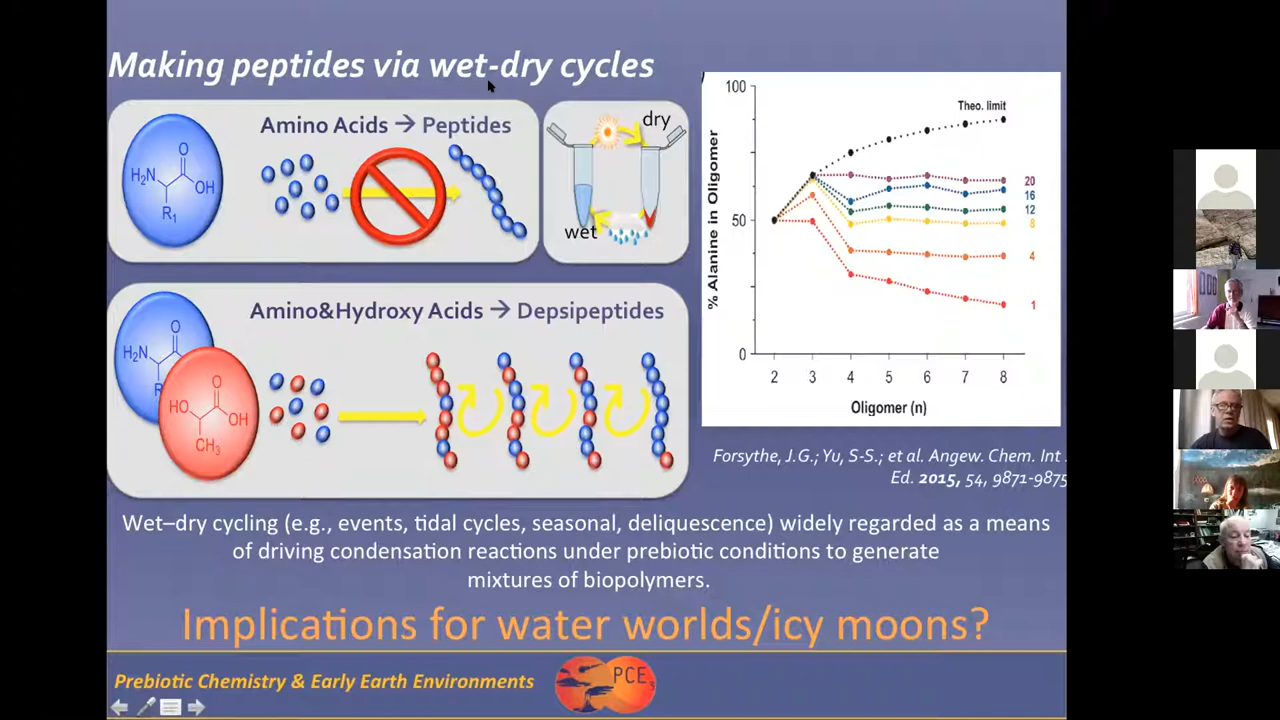 Making peptides via wet-dry cycles
Amino Acids → Peptides
H₂N
O
OH
R₁
dry
wet
Amino&Hydroxy Acids → Depsipeptides
H₂N
O
R
HO
O
OH
CH₃
% Alanine in Oligomer
100
50
0
Theo. limit
20
16
12
8
4
1
2 3 4 5 6 7 8
Oligomer (n)
Forsythe, J.G.; Yu, S-S.; et al. Angew. Chem. Int .
Ed. 2015, 54, 9871-9875
Wet–dry cycling (e.g., events, tidal cycles, seasonal, deliquescence) widely regarded as a means
of driving condensation reactions under prebiotic conditions to generate
mixtures of biopolymers.
Implications for water worlds/icy moons?
Prebiotic Chemistry & Early Earth Environments
PCE₃